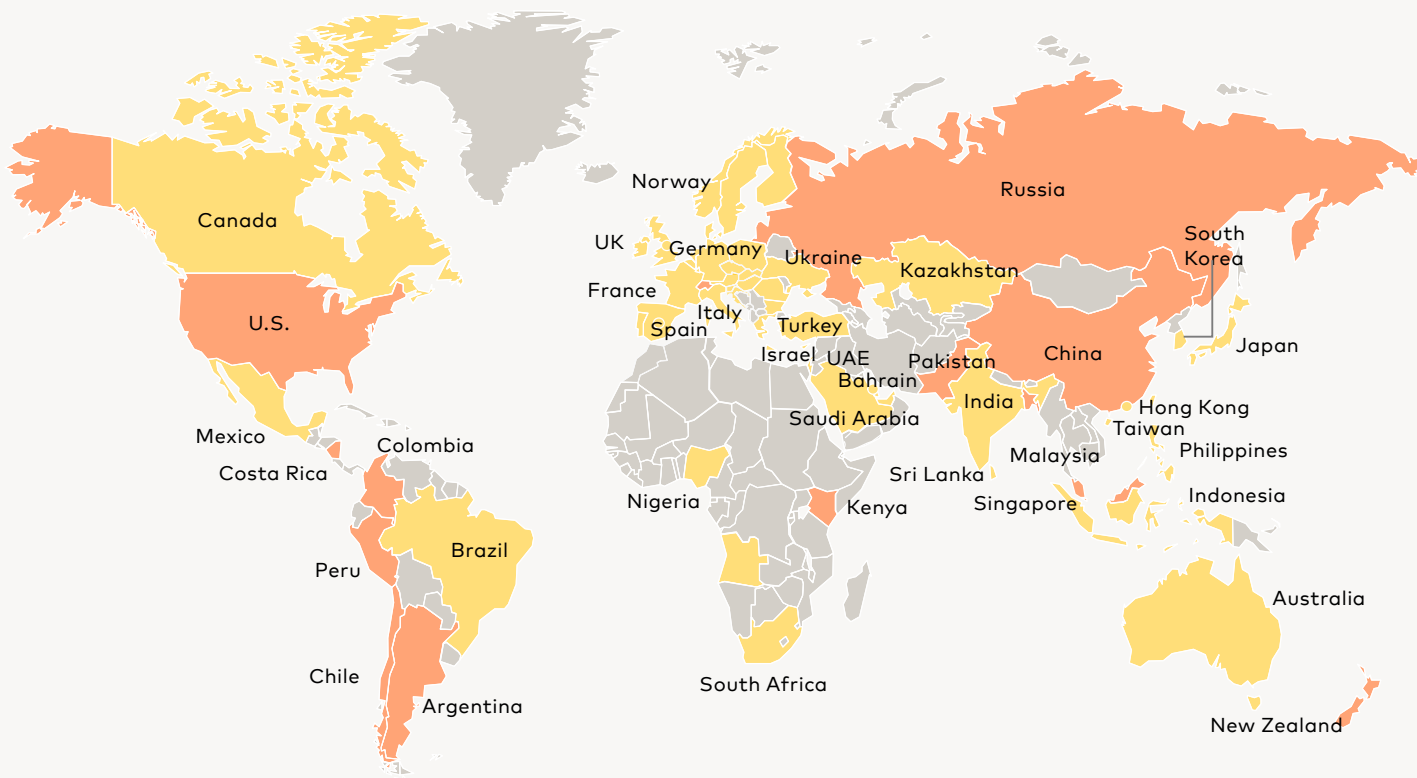 Norway
Russia
Canada
South
Korea
UK
Germany
Ukraine
Kazakhstan
France
Italy
U.S.
Spain
Turkey
Japan
Israel
UAE
Pakistan
China
Bahrain
India
Hong Kong
Saudi Arabia
Taiwan
Mexico
Colombia
Philippines
Malaysia
Costa Rica
Sri Lanka
Nigeria
Singapore
Indonesia
Kenya
Brazil
Peru
Australia
Chile
South Africa
Argentina
New Zealand